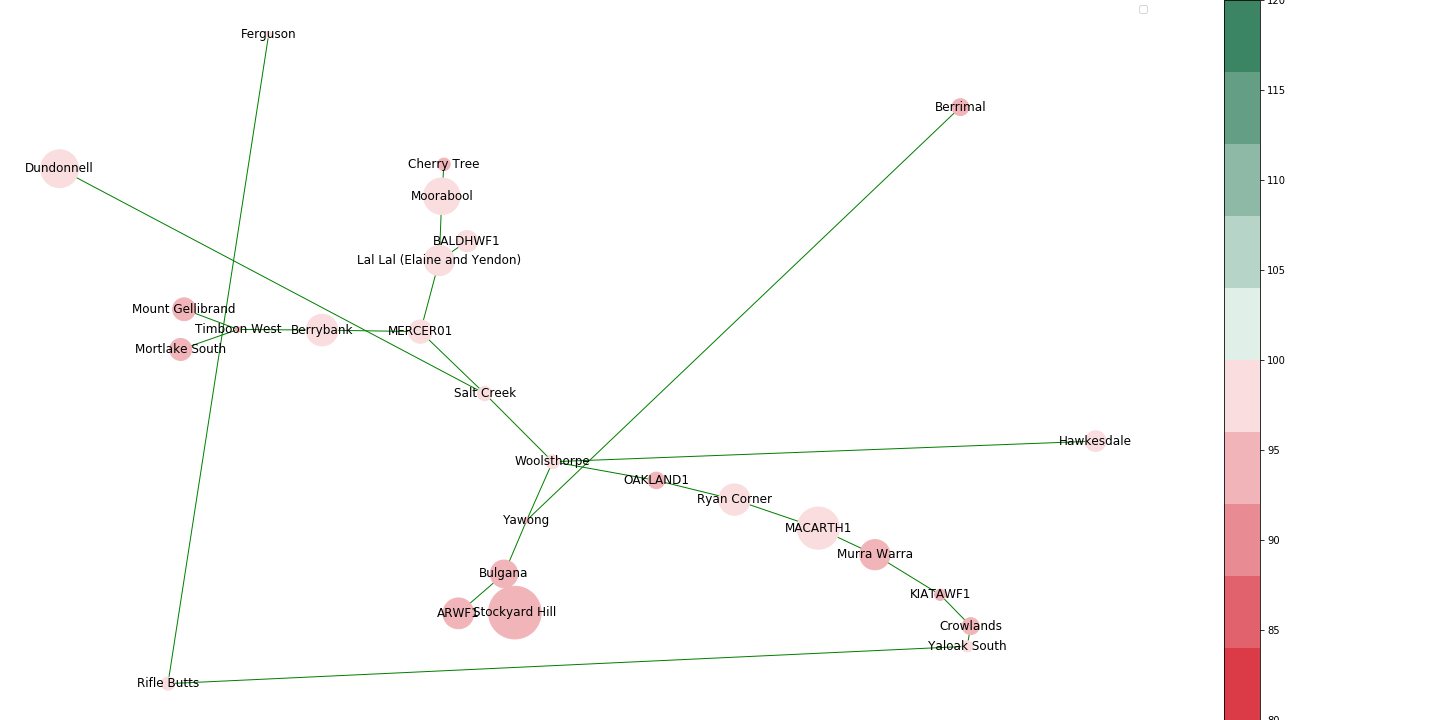 120
Ferguson
115
Berrimal
Cherry Tree
Dundonnell
110
Moorabool
BALDHWF1
Lal Lal (Elaine and Yendon)
105
Mount Gellibrand
Timboon West
Berrybank
MERCER01
Mortlake South
100
Salt Creek
Hawkesdale
95
Woolsthorpe
OAKLAND1
Ryan Corner
Yawong
MACARTH1
90
Murra Warra
Bulgana
KIATAWF1
ARWF1
Stockyard Hill
Crowlands
85
Yaloak South
Rifle Butts
80